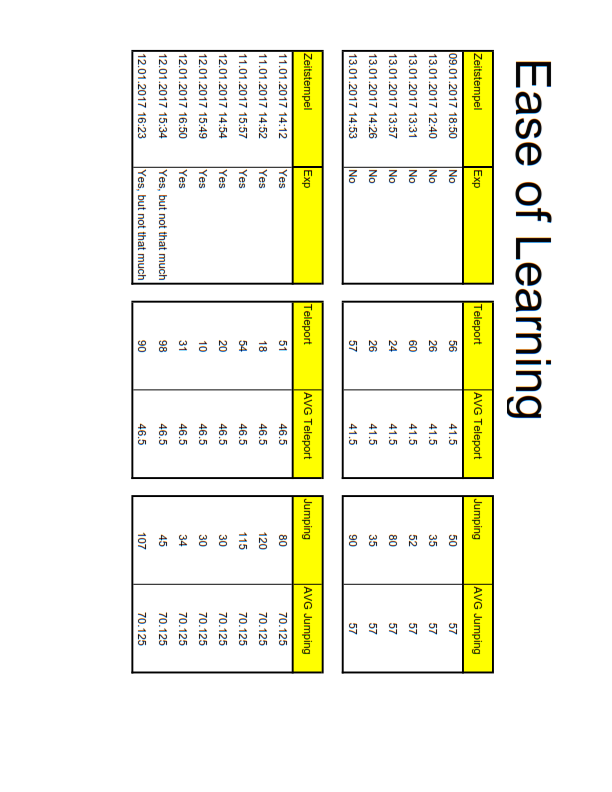 Ease of Learning
Zeitstempel Exp Teleport AVG Teleport Jumping AVG Jumping
09.01.2017 18:50 No 56 41.5 50 57
13.01.2017 12:40 No 26 41.5 35 57
13.01.2017 13:31 No 60 41.5 52 57
13.01.2017 13:57 No 24 41.5 80 57
13.01.2017 14:26 No 26 41.5 35 57
13.01.2017 14:53 No 57 41.5 90 57
Zeitstempel Exp Teleport AVG Teleport Jumping AVG Jumping
11.01.2017 14:12 Yes 51 46.5 80 70.125
11.01.2017 14:52 Yes 18 46.5 120 70.125
11.01.2017 15:57 Yes 54 46.5 115 70.125
12.01.2017 14:54 Yes 20 46.5 30 70.125
12.01.2017 15:49 Yes 10 46.5 30 70.125
12.01.2017 16:50 Yes 31 46.5 34 70.125
12.01.2017 15:34 Yes, but not that much 98 46.5 45 70.125
12.01.2017 16:23 Yes, but not that much 90 46.5 107 70.125